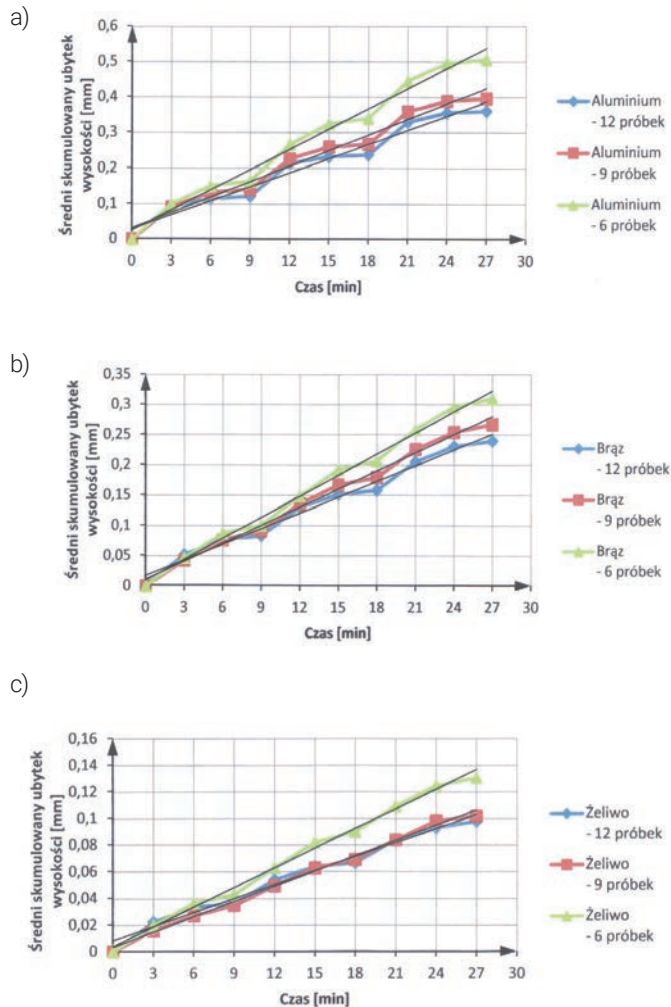 a)
Średni skumulowany ubytek
wysokości [mm]
0,6
0,5
0,4
0,3
0,2
0,1
0
0 3 6 9 12 15 18 21 24 27 30
Czas [min]
Aluminium
- 12 próbek
Aluminium
- 9 próbek
Aluminium
- 6 próbek
b)
Średni skumulowany ubytek
wysokości [mm]
0,35
0,3
0,25
0,2
0,15
0,1
0,05
0
0 3 6 9 12 15 18 21 24 27 30
Czas [min]
Brąz
- 12 próbek
Brąz
- 9 próbek
Brąz
- 6 próbek
c)
Średni skumulowany ubytek
wysokości [mm]
0,16
0,14
0,12
0,1
0,08
0,06
0,04
0,02
0
0 3 6 9 12 15 18 21 24 27 30
Czas [min]
Żeliwo
- 12 próbek
Żeliwo
- 9 próbek
Żeliwo
- 6 próbek